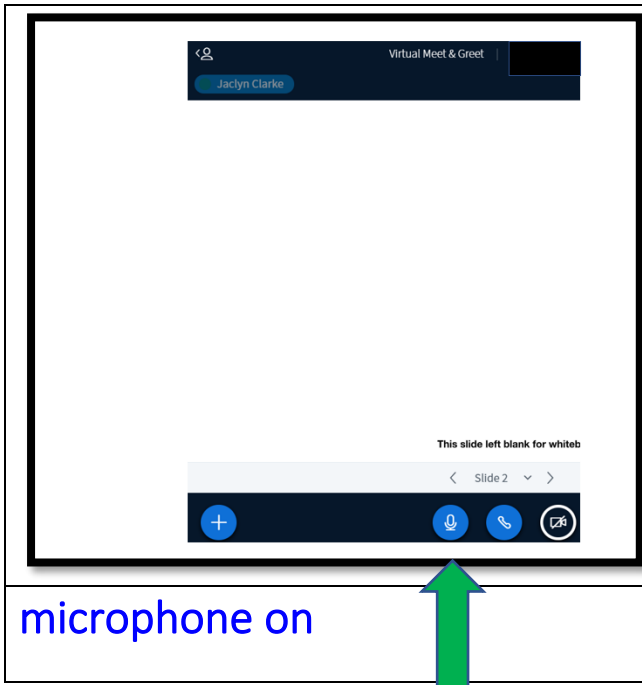 Virtual Meet & Greet |
Jaclyn Clarke
This slide left blank for whiteb
Slide 2
microphone on